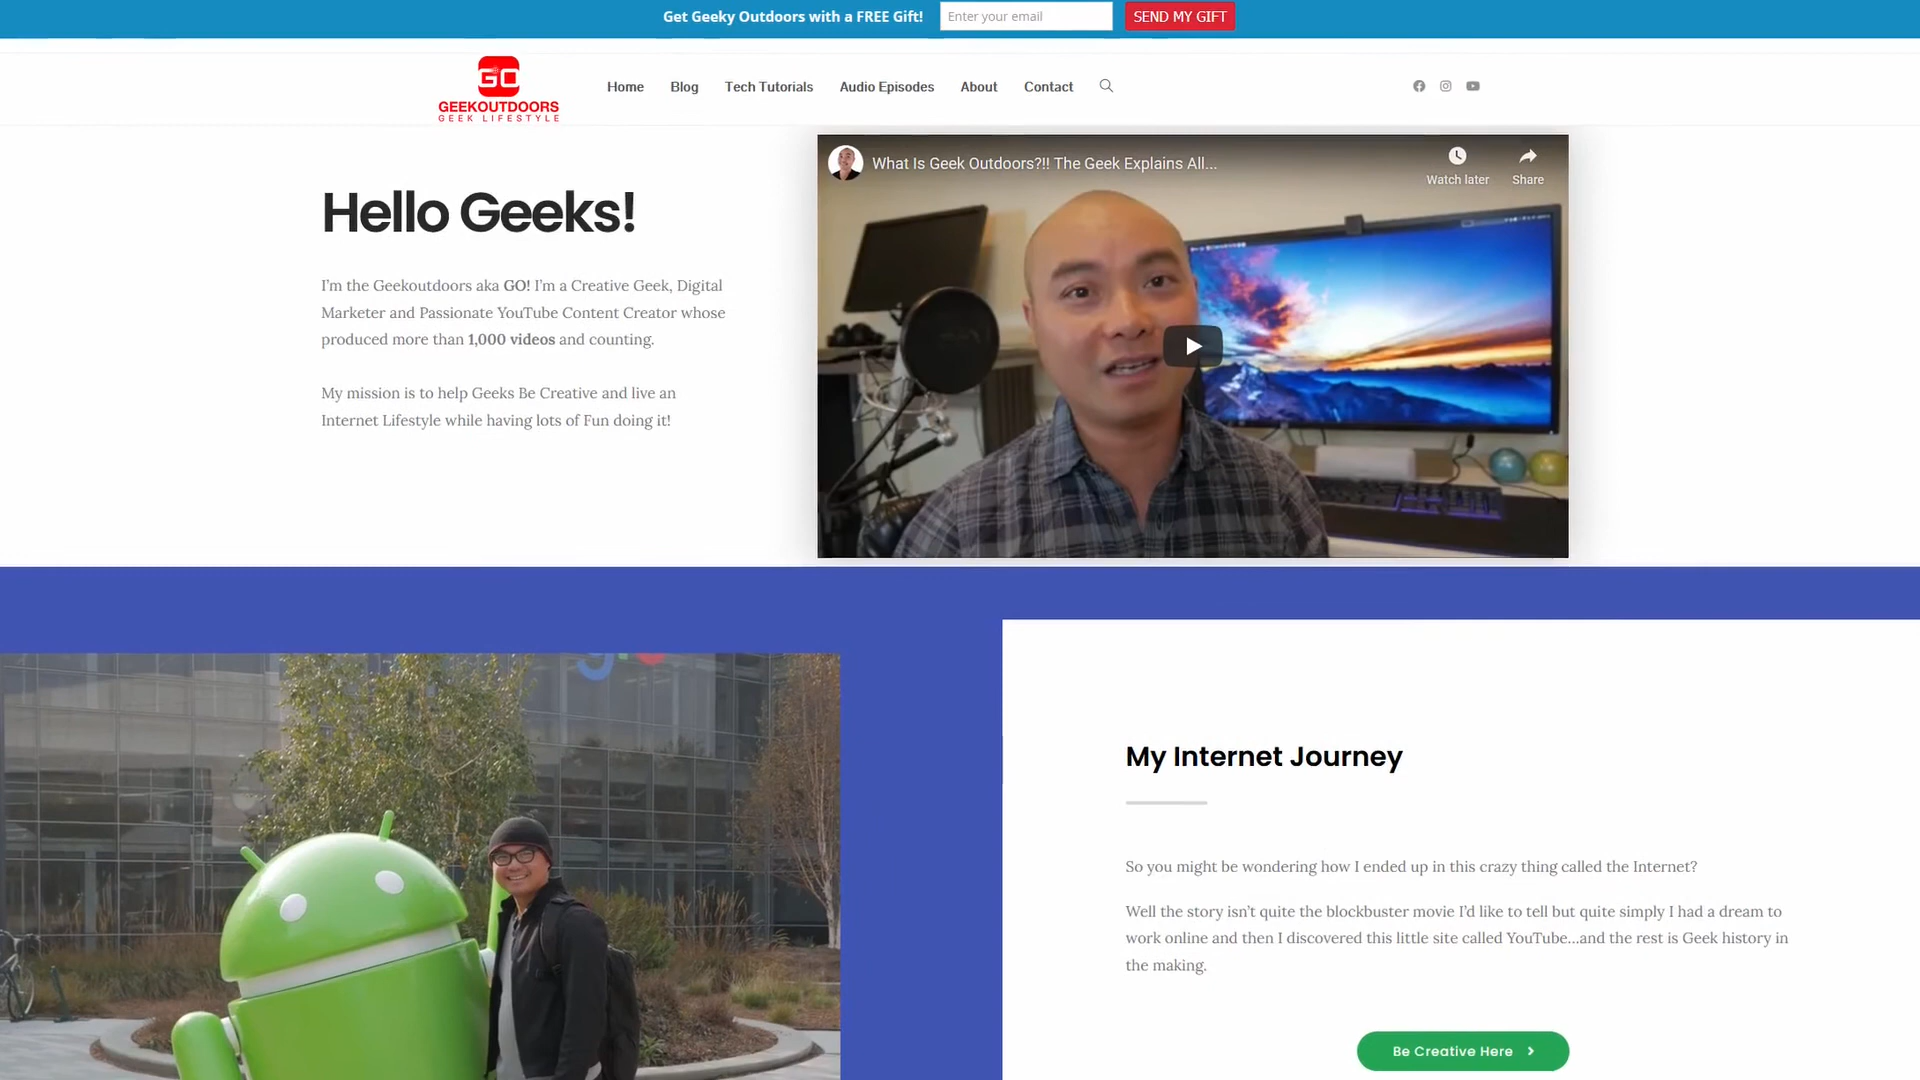 Get Geeky Outdoors with a FREE Gift!
Enter your email
SEND MY GIFT
GO
GEEKOUTDOORS
GEEK LIFESTYLE
Home
Blog
Tech Tutorials
Audio Episodes
About
Contact
Hello Geeks!
I'm the Geekoutdoors aka GO! I'm a Creative Geek, Digital
Marketer and Passionate YouTube Content Creator whose
produced more than 1,000 videos and counting.
My mission is to help Geeks Be Creative and live an
Internet Lifestyle while having lots of Fun doing it!
What Is Geek Outdoors?!! The Geek Explains All...
Watch later
Share
My Internet Journey
So you might be wondering how I ended up in this crazy thing called the Internet?
Well the story isn't quite the blockbuster movie I'd like to tell but quite simply I had a dream to
work online and then I discovered this little site called YouTube...and the rest is Geek history in
the making.
Be Creative Here